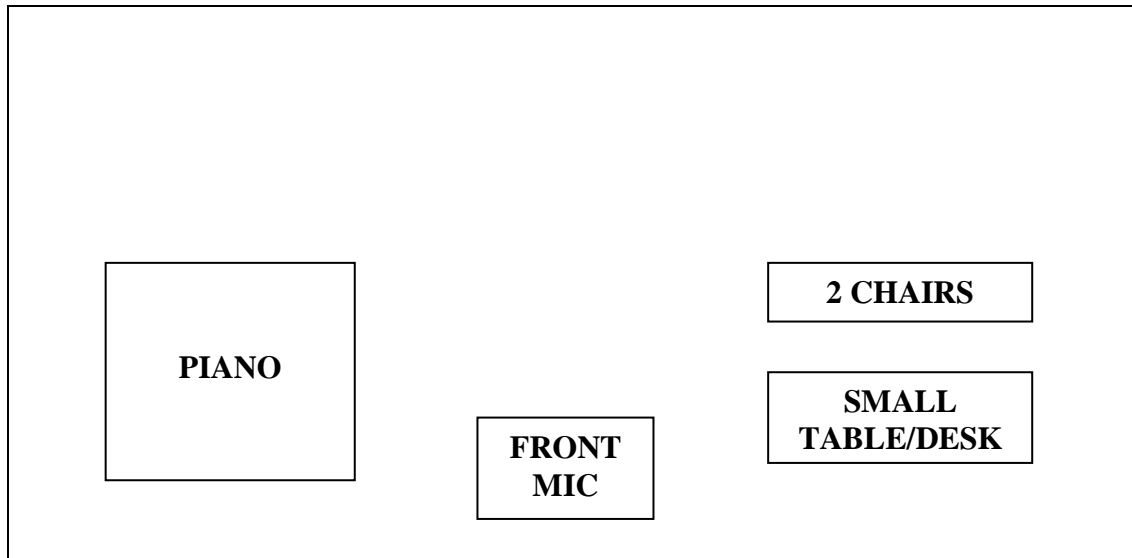 2 CHAIRS
PIANO
SMALL
TABLE/DESK
FRONT
MIC